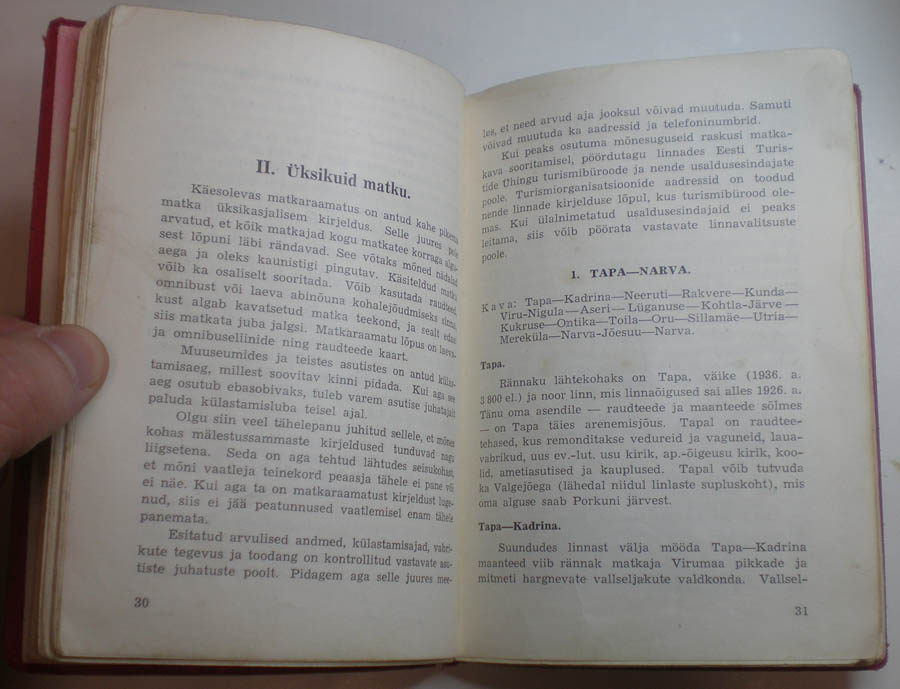 II. Üksikuid matku.
Käesolevas matkaraamatus on antud kahe pikema
matka üksikasjalisem kirjeldus. Selle juures pole
arvatud, et kõik matkajad kogu matkatee korraga algu-
sest lõpuni läbi rändavad. See võtaks mõned nädalad
aega ja oleks kaunistigi pingutav. Käsiteldud matku
võib ka osaliselt sooritada. Võib kasutada raudteed,
omnibust või laeva abinõuna kohalejõudmiseks sinna,
kust algab kavatsetud matka teekond, ja sealt edasi
siis matkata juba jalgsi. Matkaraamatu lõpus on laeva-
ja omnibuseliinide ning raudteede kaart.
Muuseumides ja teistes asutistes on antud külas-
tamisaeg, millest soovitav kinni pidada. Kui aga see
aeg osutub ebasobivaks, tuleb varem asutise juhatajalt
paluda külastamisluba teisel ajal.
Olgu siin veel tähelepanu juhitud sellele, et mõnes
kohas mälestussammaste kirjeldused tunduvad nagu
liigsetena. Seda on aga tehtud lähtudes seisukohast,
et mõni vaatleja teinekord peaasja tähele ei pane või
ei näe. Kui aga ta on matkaraamatust kirjeldust luge-
nud, siis ei jää peatunnused vaatlemisel enam tähele
panemata.
Esitatud arvulised andmed, külastamisajad, vabri-
kute tegevus ja toodang on kontrollitud vastavate asu-
tiste juhatuste poolt. Pidagem aga selle juures mee-
30
les, et need arvud aja jooksul võivad muutuda. Samuti
võivad muutuda ka aadressid ja telefoninumbrid.
Kui peaks osutuma mõnesuguseid raskusi matka-
kava sooritamisel, pöördutagu linnades Eesti Turis-
tide Ühingu turismibüroode ja nende usaldusesindajate
poole. Turismiorganisatsioonide aadressid on toodud
nende linnade kirjelduse lõpul, kus turismibürood ole-
mas. Kui ülalnimetatud usaldusesindajaid ei peaks
leitama, siis võib pöörata vastavate linnavalitsuste
poole.
1. TAPA—NARVA.
Kava: Tapa—Kadrina—Neeruti—Rakvere—Kunda—
Viru-Nigula—Aseri—Lüganuse—Kohtla-Järve—
Kukruse—Ontika—Toila—Oru—Sillamäe—Utria—
Mereküla—Narva-Jõesuu—Narva.
Tapa.
Rännaku lähtekohaks on Tapa, väike (1936. a.
3 800 el.) ja noor linn, mis linnaõigused sai alles 1926. a.
Tänu oma asendile — raudteede ja maanteede sõlmes
— on Tapa täies arenemisjõus. Tapal on raudtee-
tehased, kus remonditakse vedureid ja vaguneid, laua-
vabrikud, uus ev.-lut. usu kirik, ap.-õigeusu kirik, koo-
lid, ametiasutised ja kauplused. Tapal võib tutvuda
ka Valgejõega (lähedal niidul linlaste supluskoht), mis
oma alguse saab Porkuni järvest.
Tapa—Kadrina.
Suundudes linnast välja mööda Tapa—Kadrina
maanteed viib rännak matkaja Virumaa pikkade ja
mitmeti hargnevate vallseljakute valdkonda. Vallsel-
31